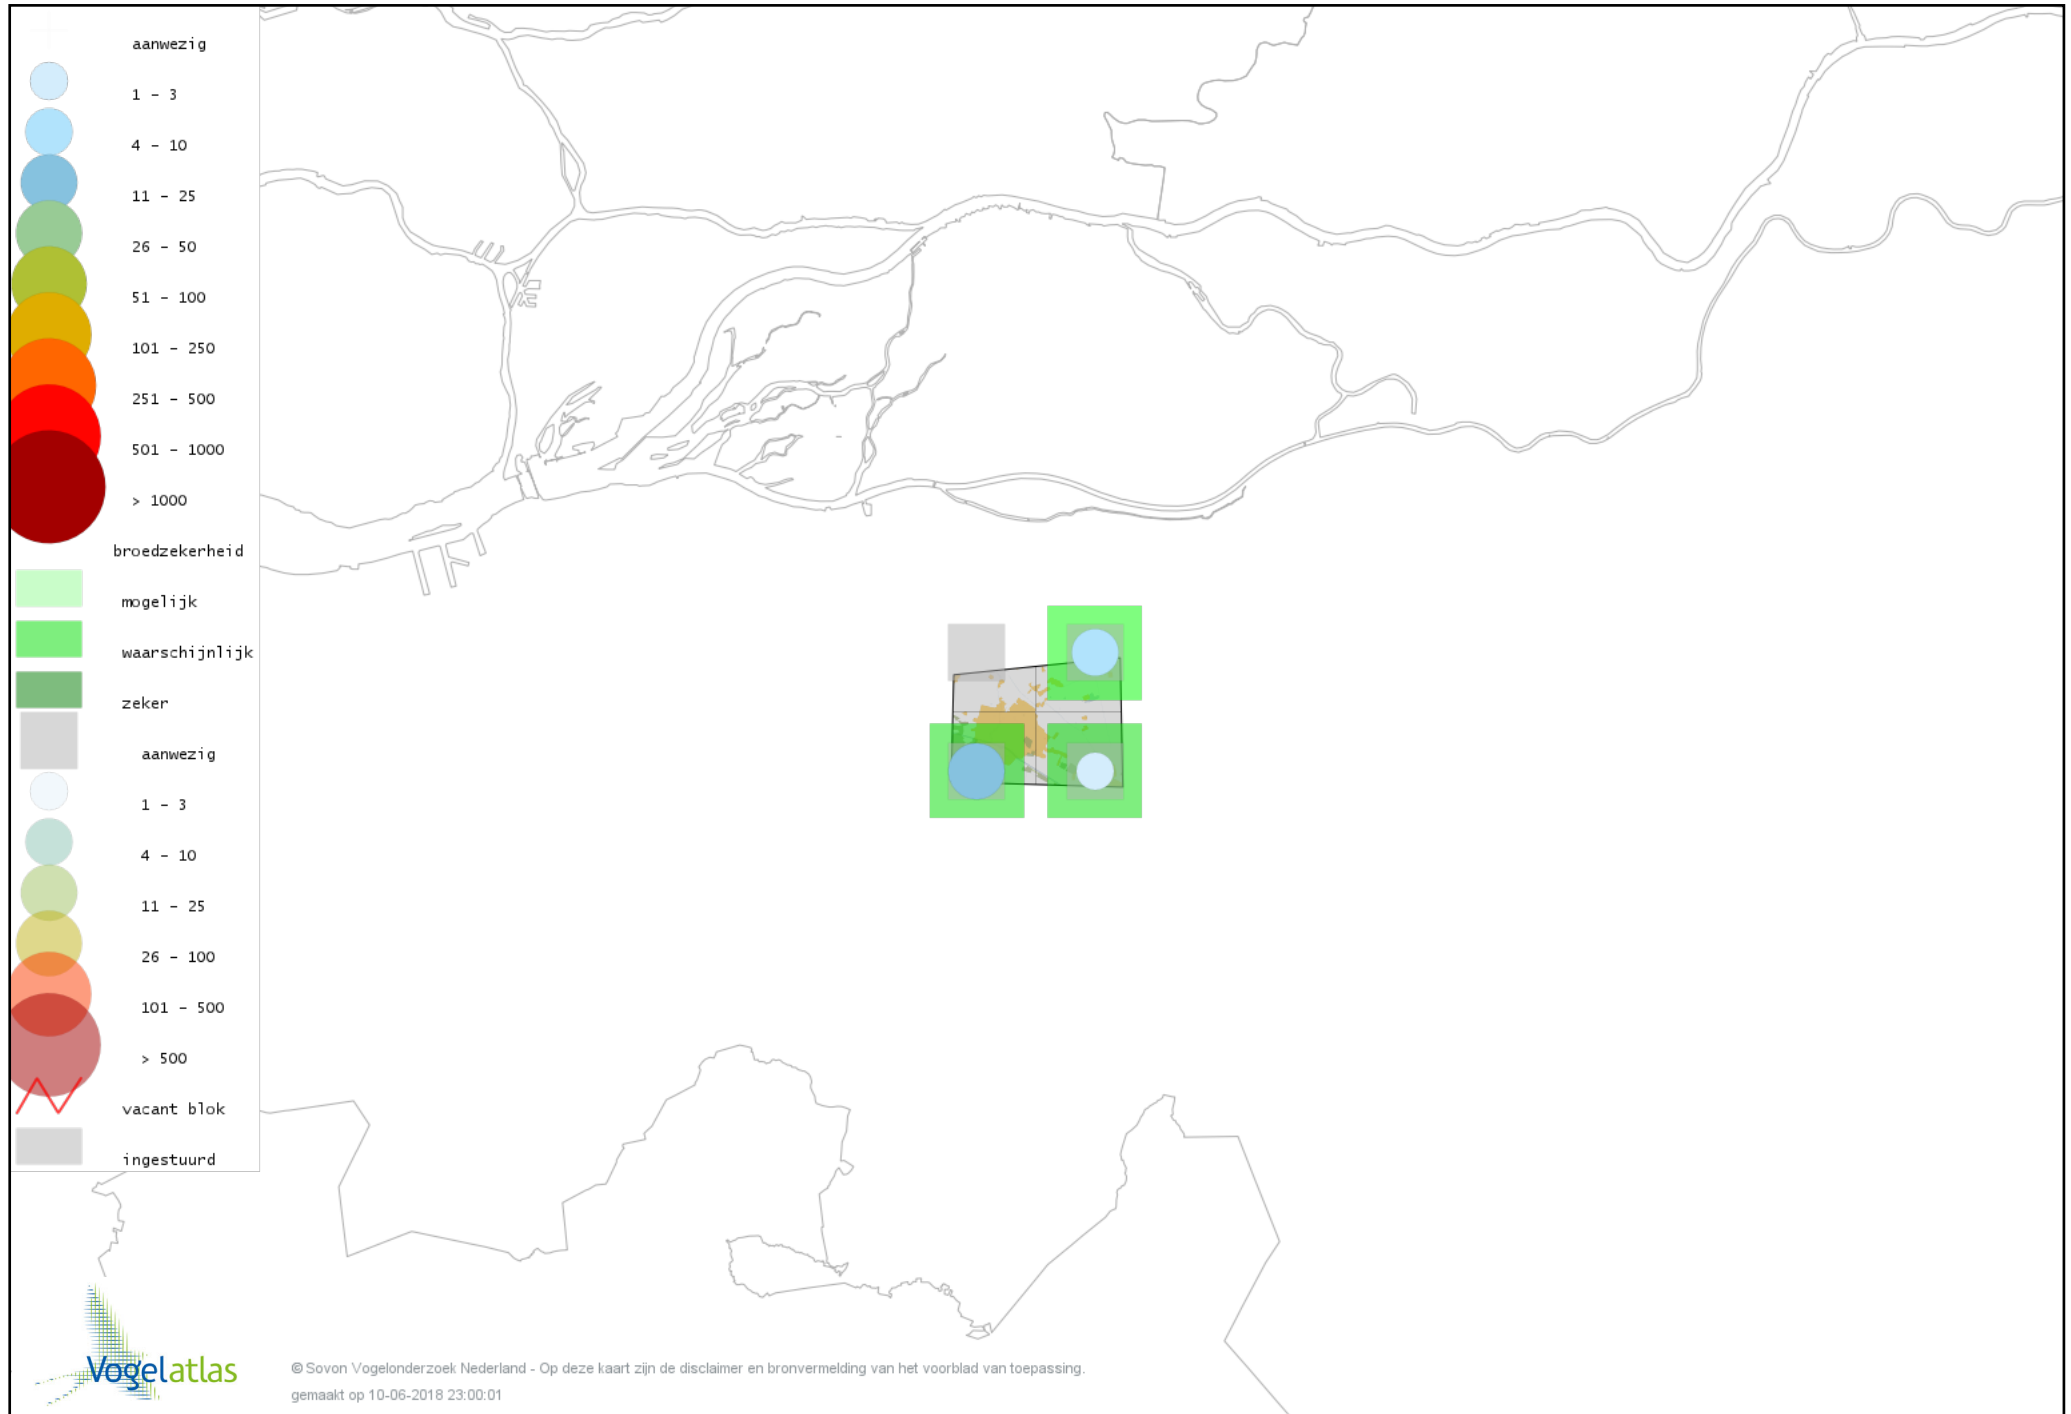 aanwezig
1 – 3
4 – 10
11 – 25
26 – 50
51 – 100
101 – 250
251 – 500
501 – 1000
> 1000
broedzekerheid
mogelijk
waarschijnlijk
zeker
aanwezig
1 – 3
4 – 10
11 – 25
26 – 100
101 – 500
> 500
vacant blok
ingestuurd
Vogelatlas
© Sovon Vogelonderzoek Nederland - Op deze kaart zijn de disclaimer en bronvermelding van het voorblad van toepassing.
gemaakt op 10-06-2018 23:00:01